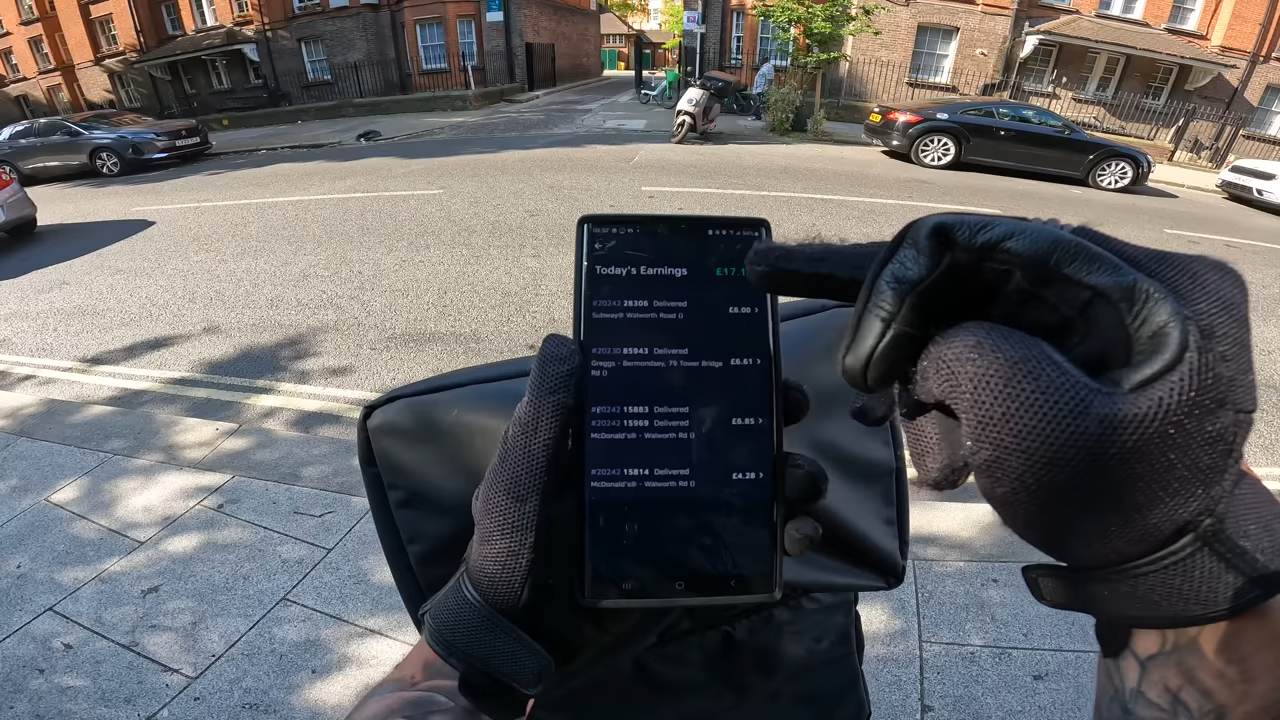 Today's Earnings £17.1
#20242 28306 Delivered
Subway® Walworth Road ()
£6.00 >
#20230 85943 Delivered
Greggs - Bermondsey, 79 Tower Bridge
Rd ()
£6.61 >
#20242 15883 Delivered
#20242 15969 Delivered
McDonald's® - Walworth Rd ()
£6.85 >
#20242 15814 Delivered
McDonald's® - Walworth Rd ()
£4.28 >